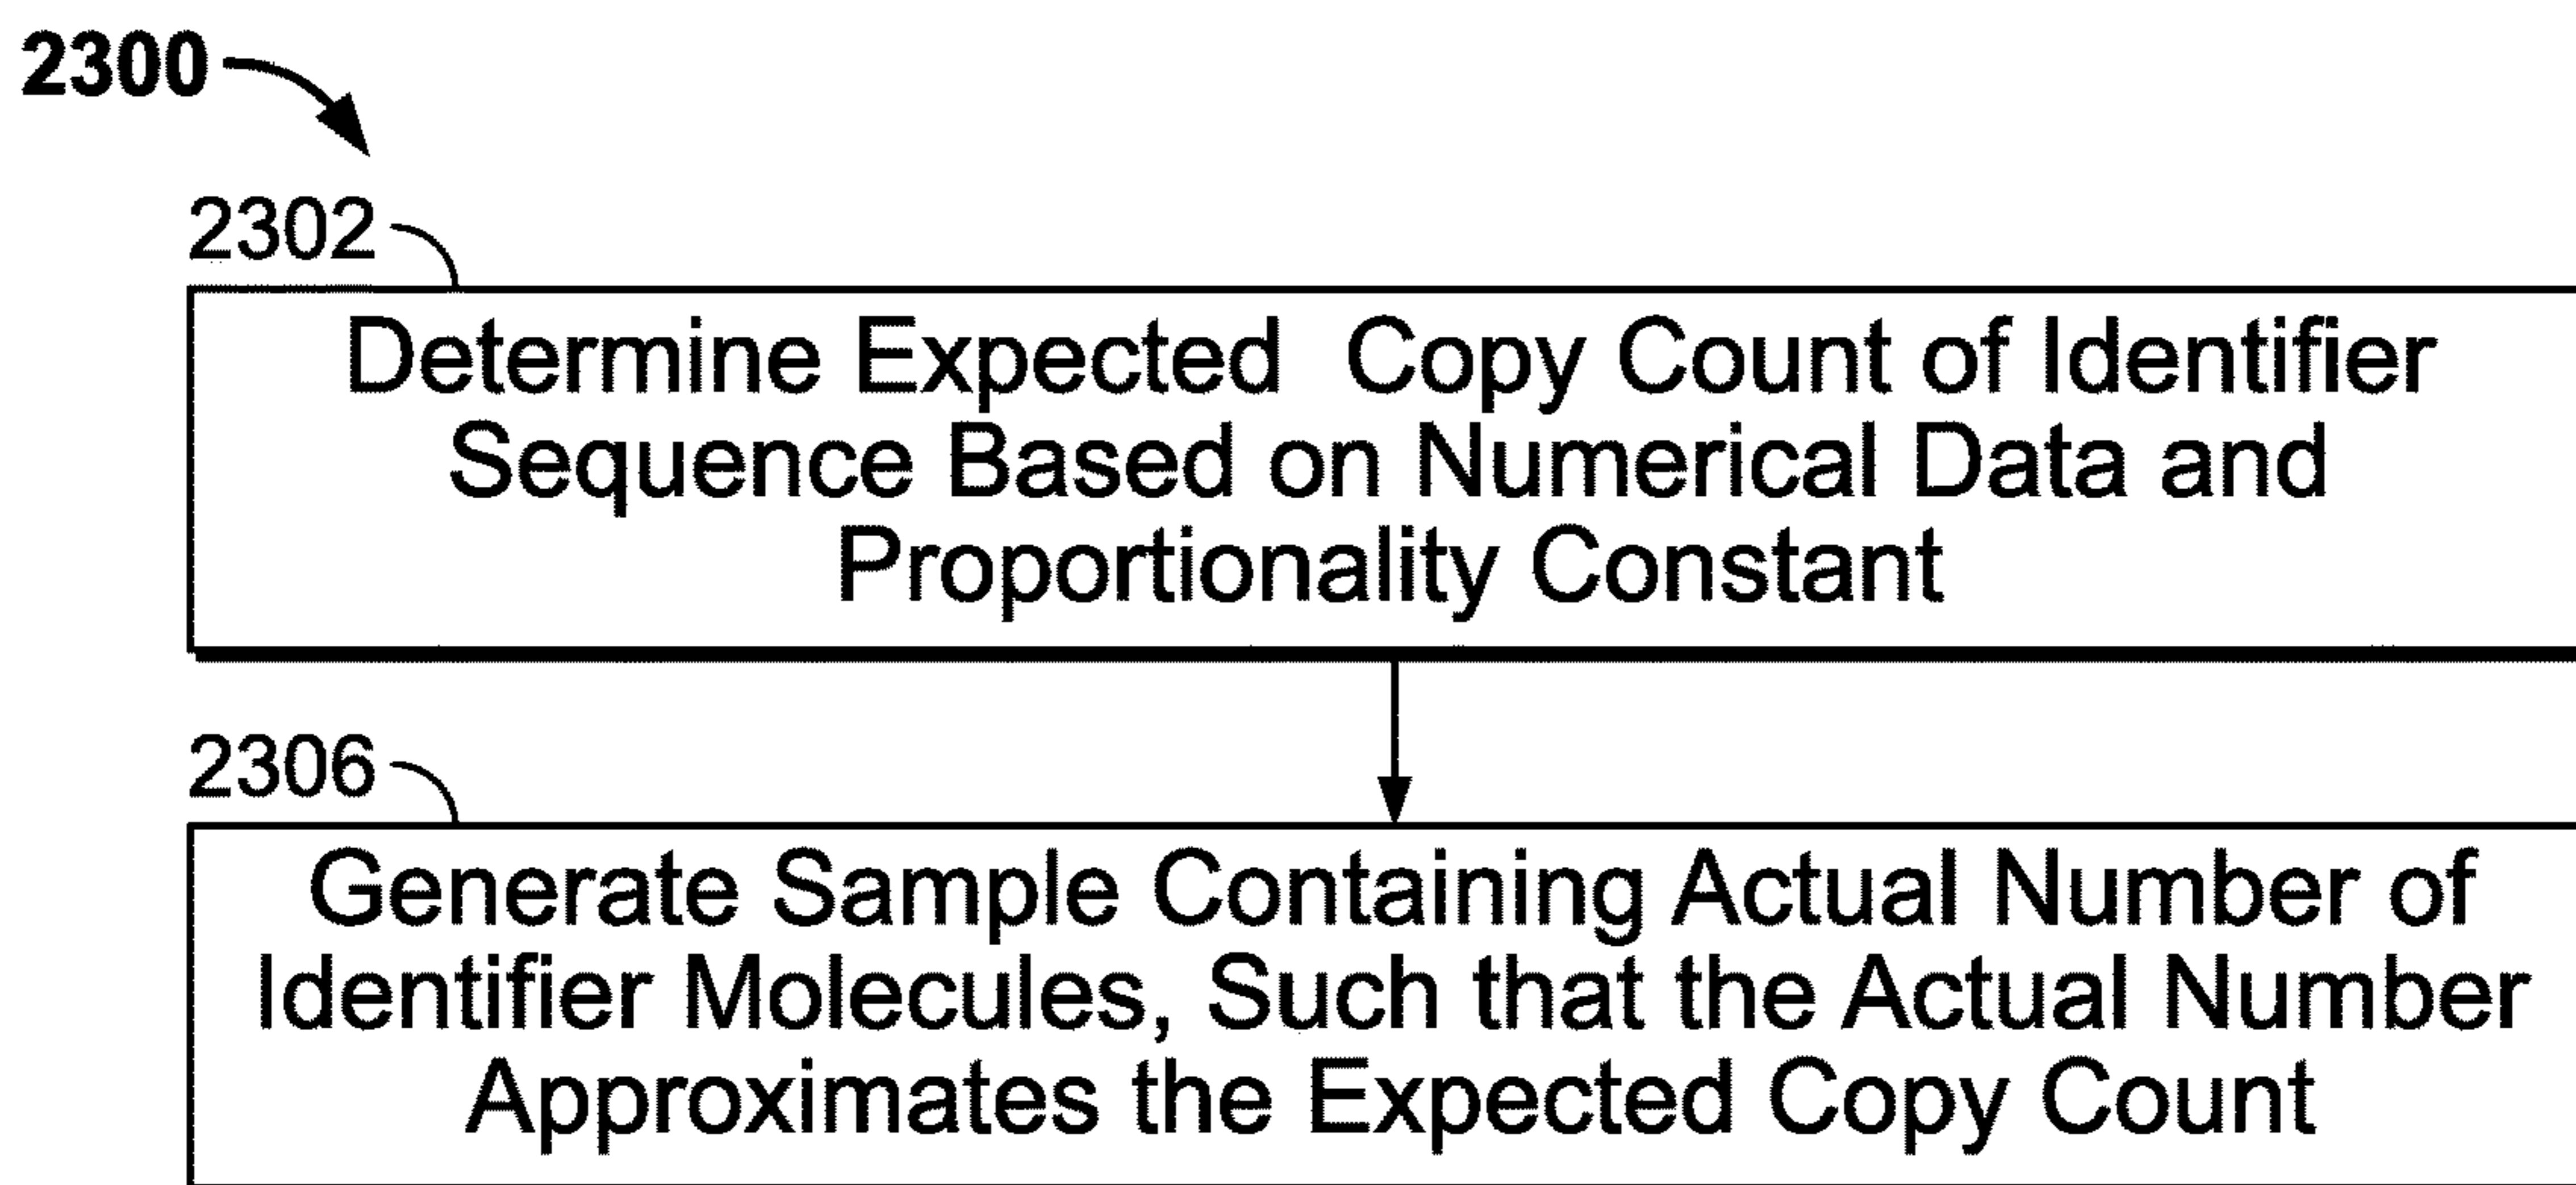 2300
2302
Determine Expected Copy Count of Identifier
Sequence Based on Numerical Data and
Proportionality Constant
2306
Generate Sample Containing Actual Number of
Identifier Molecules, Such that the Actual Number
Approximates the Expected Copy Count